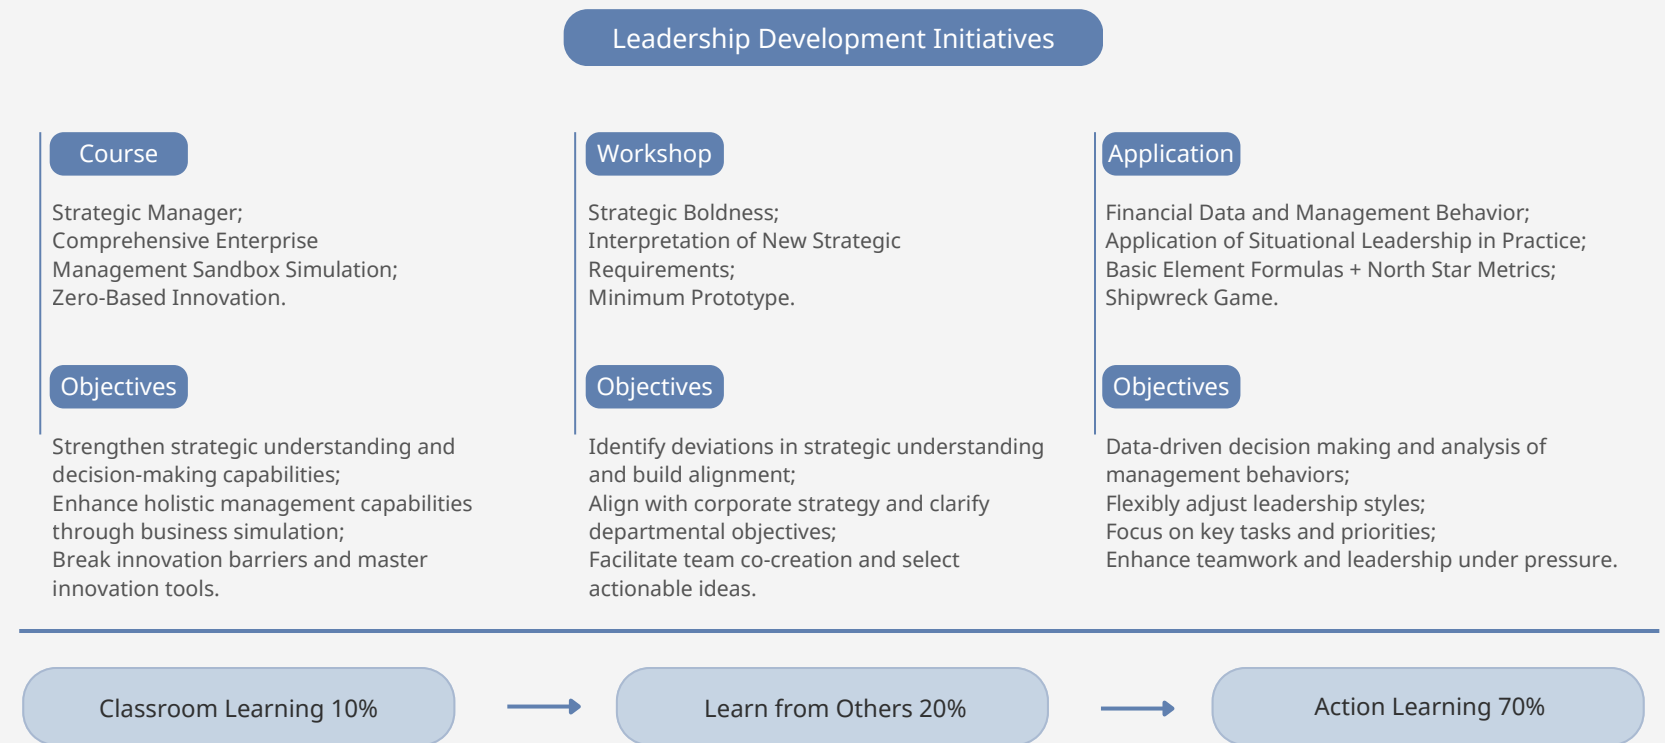 Leadership Development Initiatives
Course
Strategic Manager;
Comprehensive Enterprise
Management Sandbox Simulation;
Zero-Based Innovation.
Objectives
Strengthen strategic understanding and
decision-making capabilities;
Enhance holistic management capabilities
through business simulation;
Break innovation barriers and master
innovation tools.
Workshop
Strategic Boldness;
Interpretation of New Strategic
Requirements;
Minimum Prototype.
Objectives
Identify deviations in strategic understanding
and build alignment;
Align with corporate strategy and clarify
departmental objectives;
Facilitate team co-creation and select
actionable ideas.
Application
Financial Data and Management Behavior;
Application of Situational Leadership in Practice;
Basic Element Formulas + North Star Metrics;
Shipwreck Game.
Objectives
Data-driven decision making and analysis of
management behaviors;
Flexibly adjust leadership styles;
Focus on key tasks and priorities;
Enhance teamwork and leadership under pressure.
Classroom Learning 10%
Learn from Others 20%
Action Learning 70%